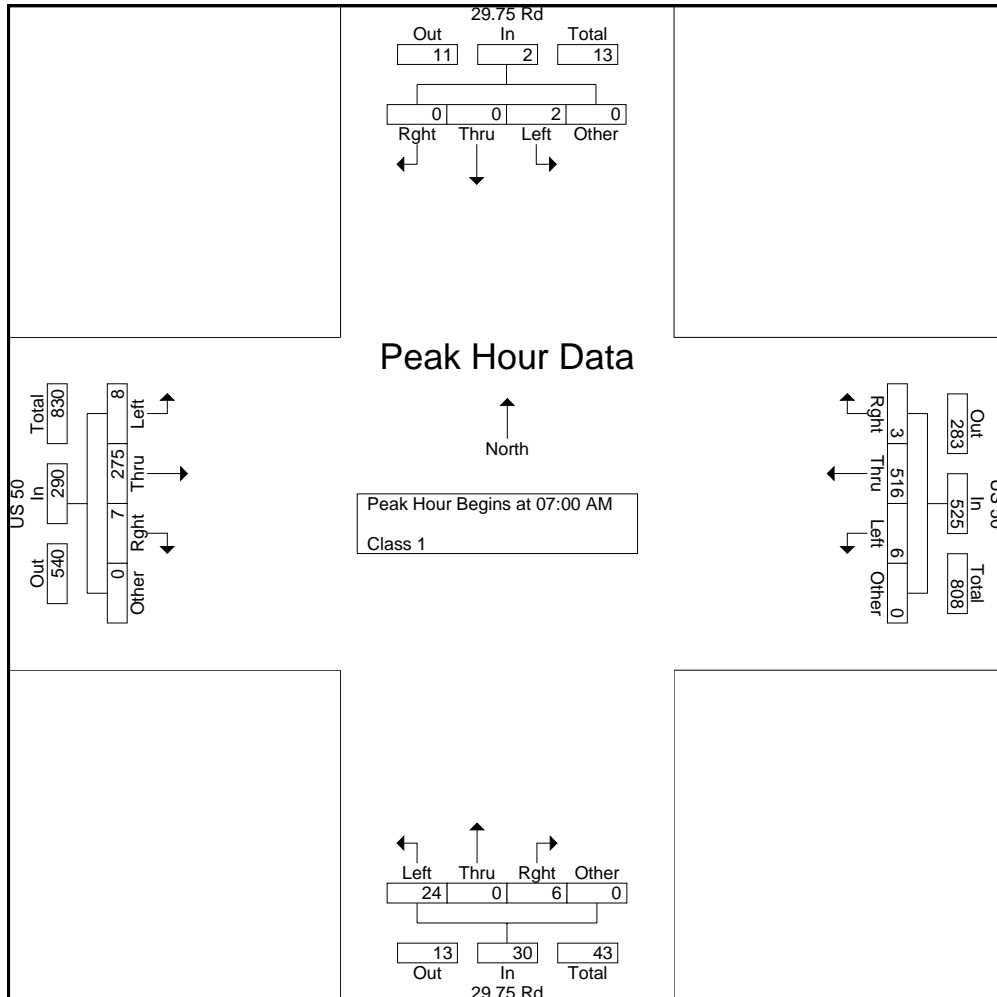 29.75 Rd
Out In Total
11 2 13
0 0 2 0
Rght Thru Left Other
Peak Hour Data
North
Peak Hour Begins at 07:00 AM
Class 1
US 50
Total In Out
830 290 540
8 275 7 0
Left Thru Rght Other
US 50
Out In Total
283 525 808
3 516 6 0
Rght Thru Left Other
Left Thru Rght Other
24 0 6 0
13 30 43
Out In Total
29.75 Rd